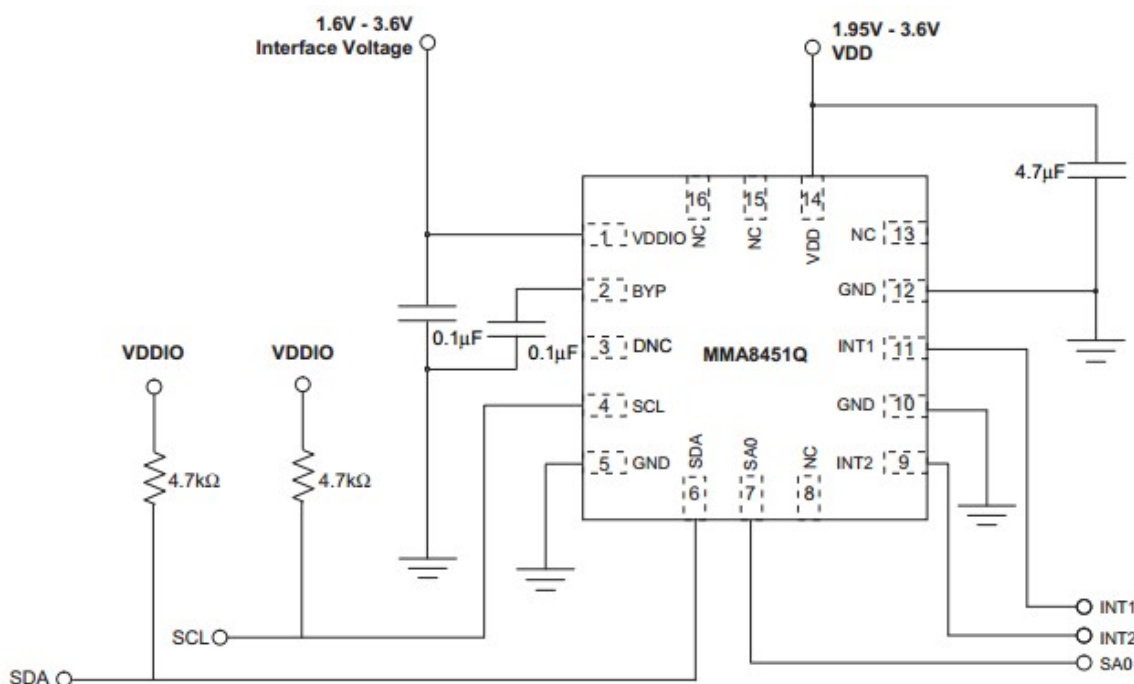 1.6V - 3.6V
Interface Voltage
1.95V - 3.6V
VDD
4.7μF
16
NC
15
NC
14
VDD
1
VDDIO
NC
13
2
BYP
GND
12
0.1μF
0.1μF
3
DNC
MMA8451Q
INT1
11
VDDIO
VDDIO
4
SCL
GND
10
5
GND
SDA
6
SA0
7
NC
8
INT2
9
4.7kΩ
4.7kΩ
INT1
SCL
INT2
SA0
SDA